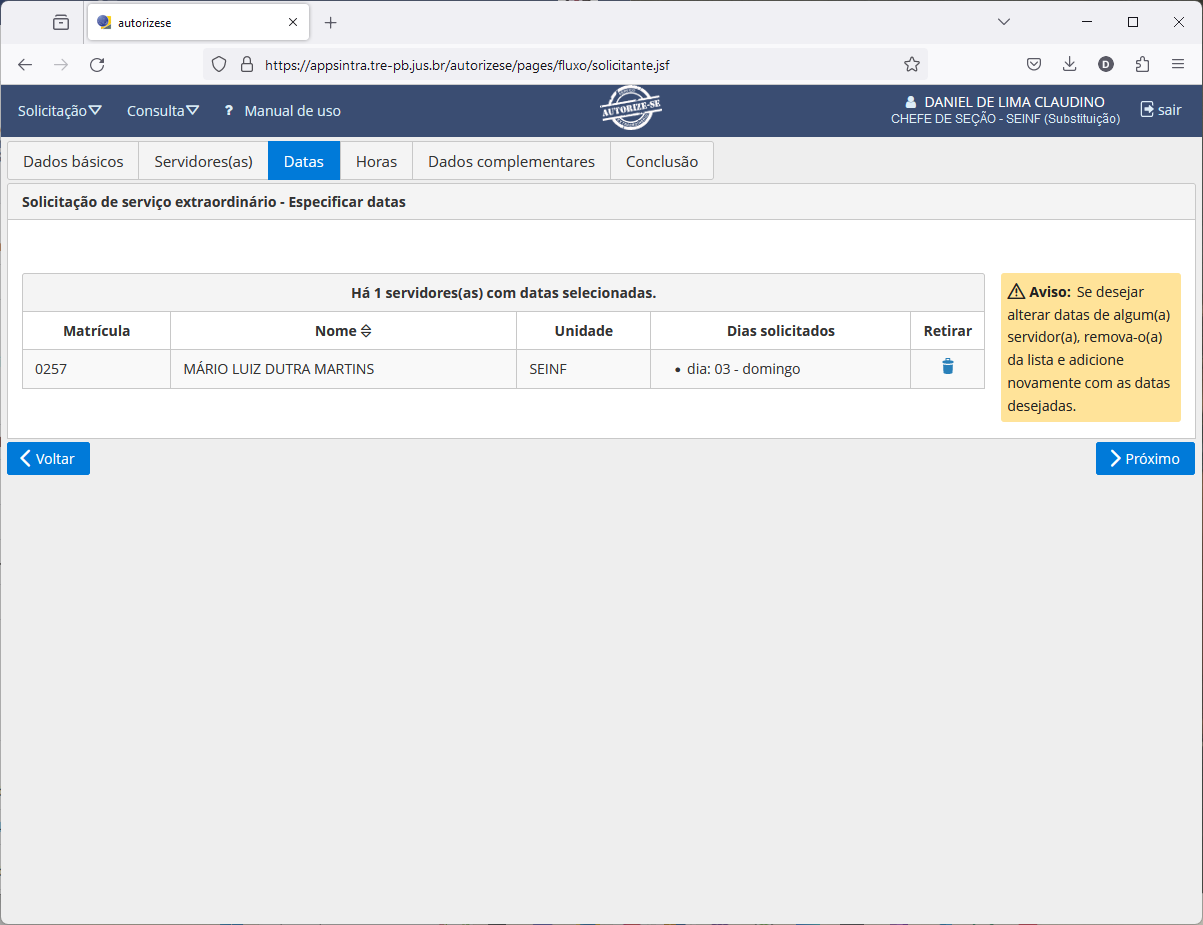 autorizese
https://appsintra.tre-pb.jus.br/autorizese/pages/fluxo/solicitante.jsf
D
Solicitação Consulta ? Manual de uso
AUTORIZE-SE
DANIEL DE LIMA CLAUDINO
CHEFE DE SEÇÃO - SEINF (Substituição)
sair
Dados básicos Servidores(as) Datas Horas Dados complementares Conclusão
Solicitação de serviço extraordinário - Especificar datas
Há 1 servidores(as) com datas selecionadas.
Matrícula Nome Unidade Dias solicitados Retirar
0257 MÁRIO LUIZ DUTRA MARTINS SEINF • dia: 03 - domingo
Aviso: Se desejar
alterar datas de algum(a)
servidor(a), remova-o(a)
da lista e adicione
novamente com as datas
desejadas.
Voltar
Próximo